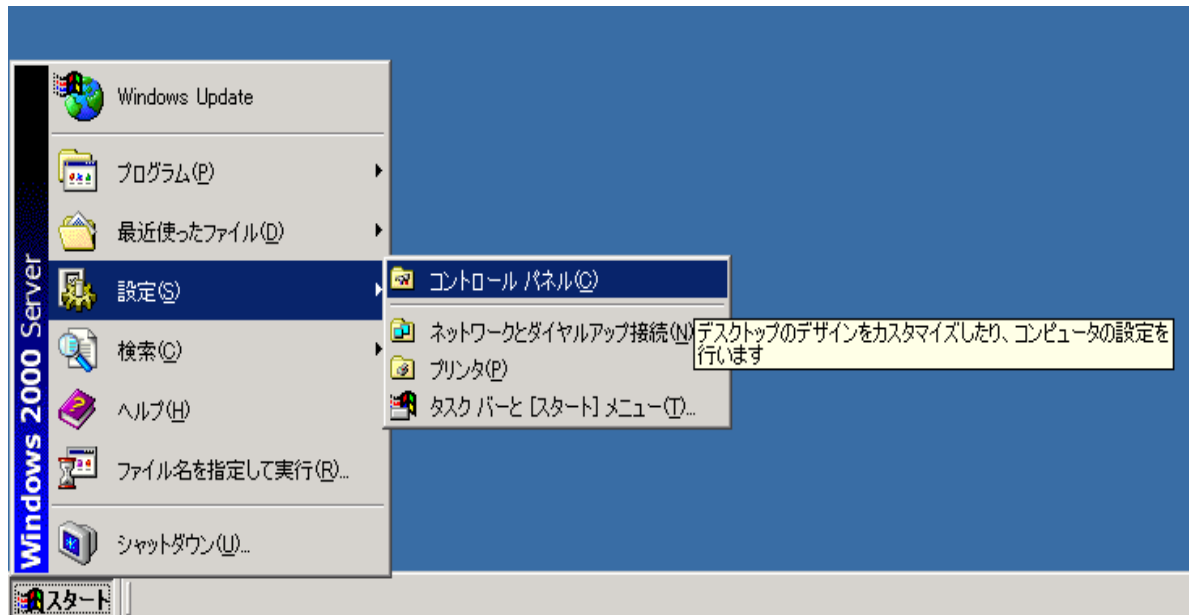 Windows 2000 Server
Windows Update
プログラム(P)
最近使ったファイル(D)
設定(S)
検索(C)
ヘルプ(H)
ファイル名を指定して実行(R)...
シャットダウン(U)...
コントロール パネル(C)
ネットワークとダイヤルアップ接続(N)
プリンタ(P)
タスク バーと [スタート] メニュー(T)...
デスクトップのデザインをカスタマイズしたり、コンピュータの設定を
行います
スタート